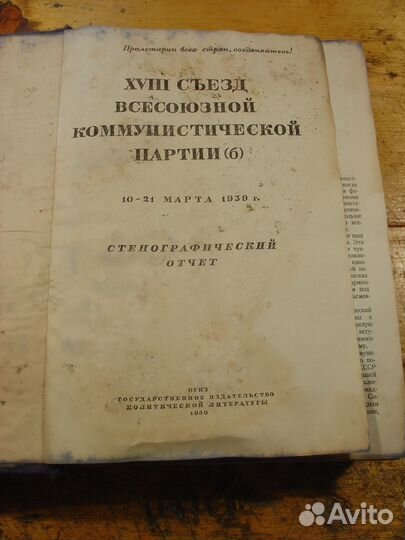 Пролетарии всех стран, соединяйтесь!
XVIII СЪЕЗД
ВСЕСОЮЗНОЙ
КОММУНИСТИЧЕСКОЙ
ПАРТИИ (б)
10–21 МАРТА 1939 г.
СТЕНОГРАФИЧЕСКИЙ
ОТЧЕТ
ОГИЗ
ГОСУДАРСТВЕННОЕ ИЗДАТЕЛЬСТВО
ПОЛИТИЧЕСКОЙ ЛИТЕРАТУРЫ
1939
Avito